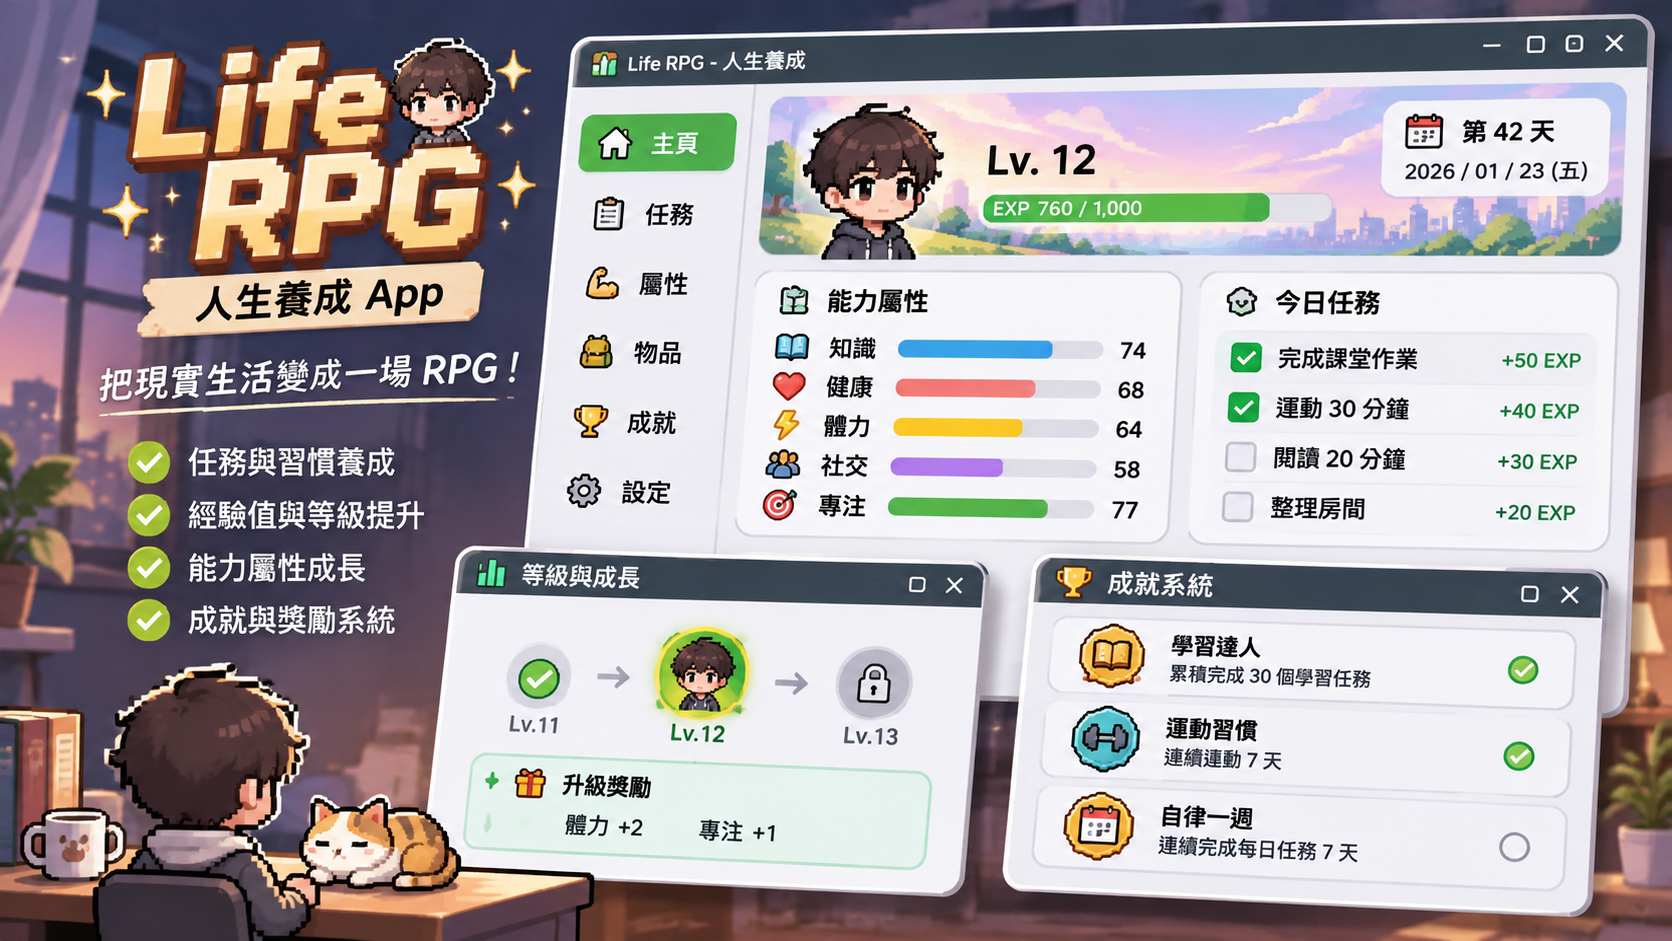 Life
RPG
人生養成 App
把現實生活變成一場 RPG！
任務與習慣養成
經驗值與等級提升
能力屬性成長
成就與獎勵系統
Life RPG - 人生養成
主頁
任務
屬性
物品
成就
設定
Lv. 12
EXP 760 / 1,000
第 42 天
2026 / 01 / 23 (五)
能力屬性
知識 74
健康 68
體力 64
社交 58
專注 77
今日任務
完成課堂作業 +50 EXP
運動 30 分鐘 +40 EXP
閱讀 20 分鐘 +30 EXP
整理房間 +20 EXP
等級與成長
Lv.11
Lv.12
Lv.13
升級獎勵
體力 +2 專注 +1
成就系統
學習達人
累積完成 30 個學習任務
運動習慣
連續運動 7 天
自律一週
連續完成每日任務 7 天